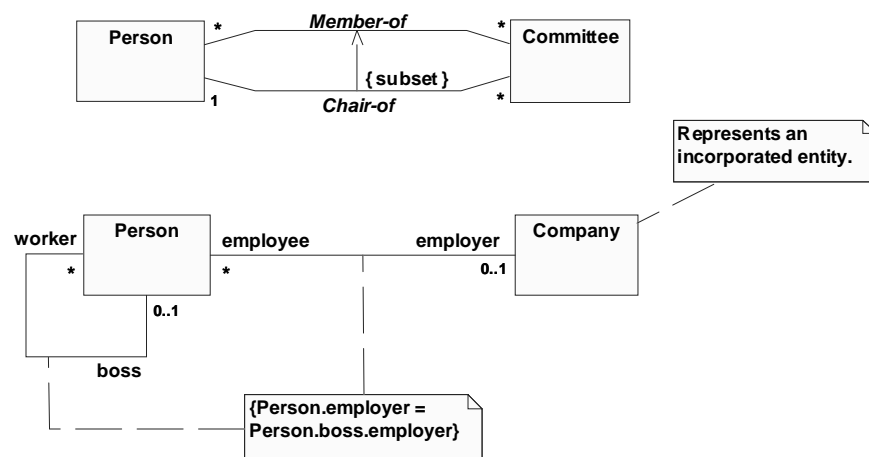 Person
*
Member-of
*
Committee
{ subset }
1
Chair-of
*
Represents an
incorporated entity.
worker
Person
employee
employer
Company
*
*
0..1
0..1
boss
{Person.employer =
Person.boss.employer}